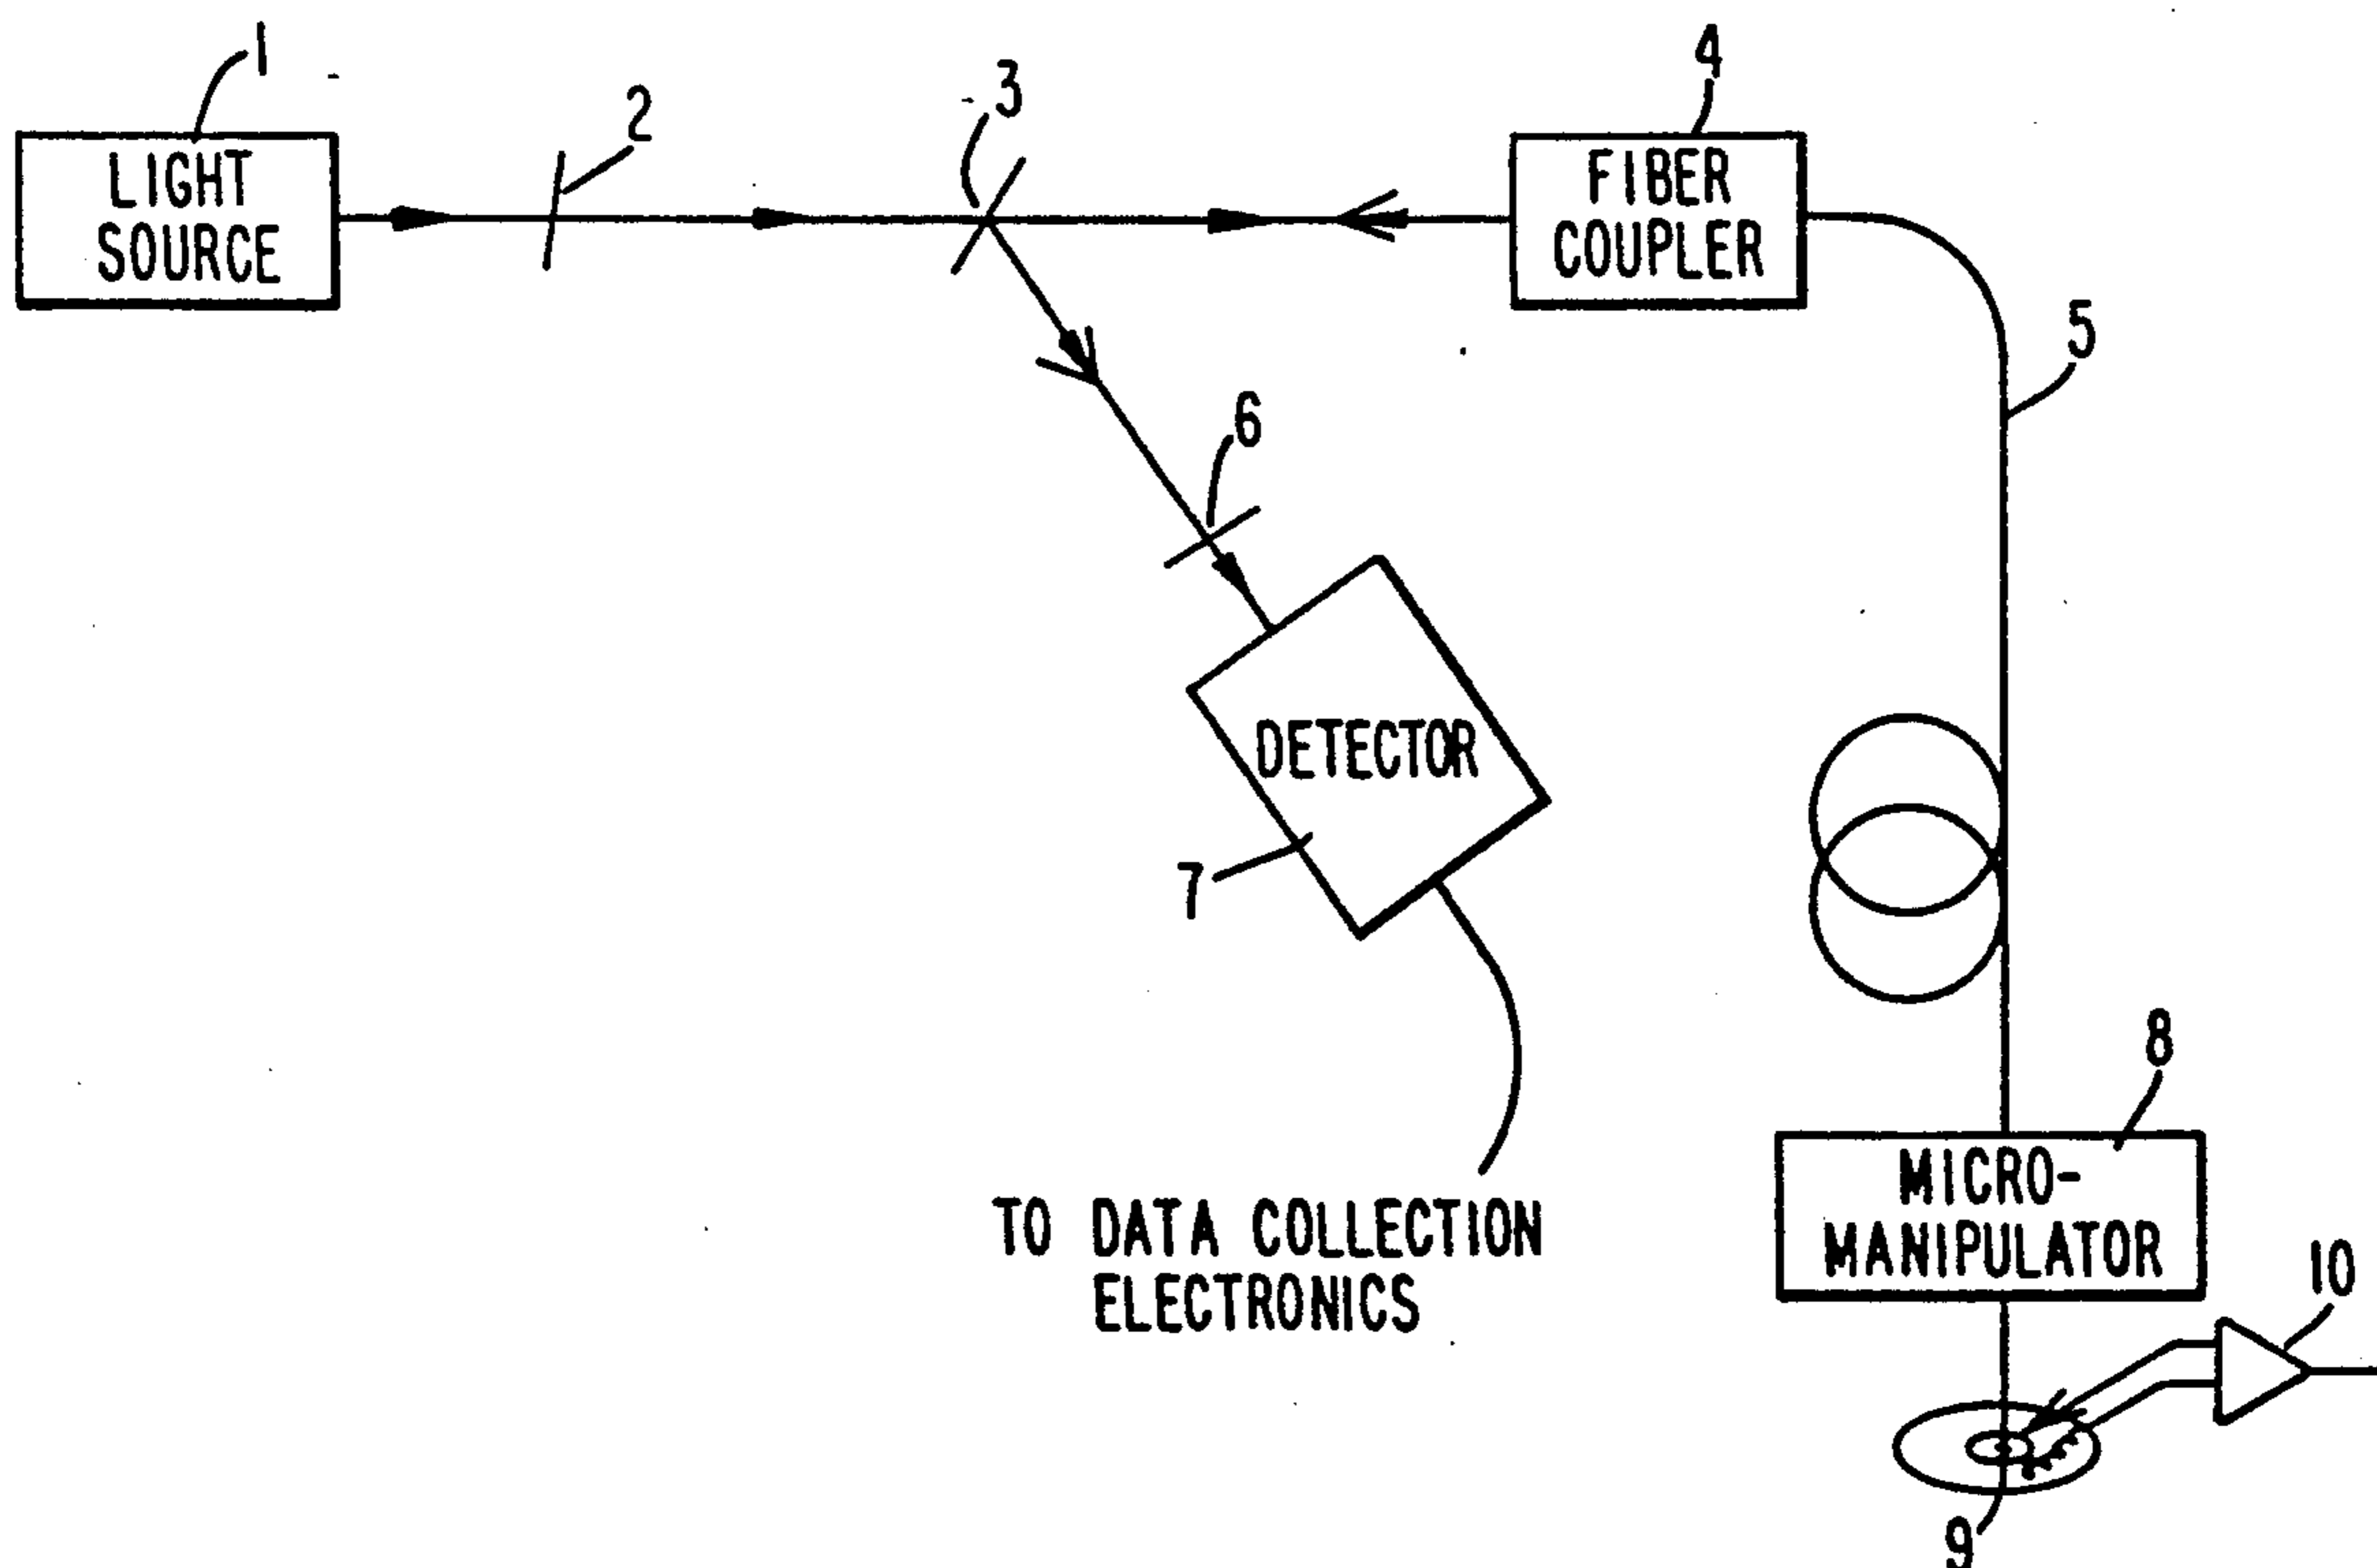 1
2
3
4
LIGHT
SOURCE
FIBER
COUPLER
5
6
DETECTOR
7
8
MICRO-
MANIPULATOR
TO DATA COLLECTION
ELECTRONICS
10
9